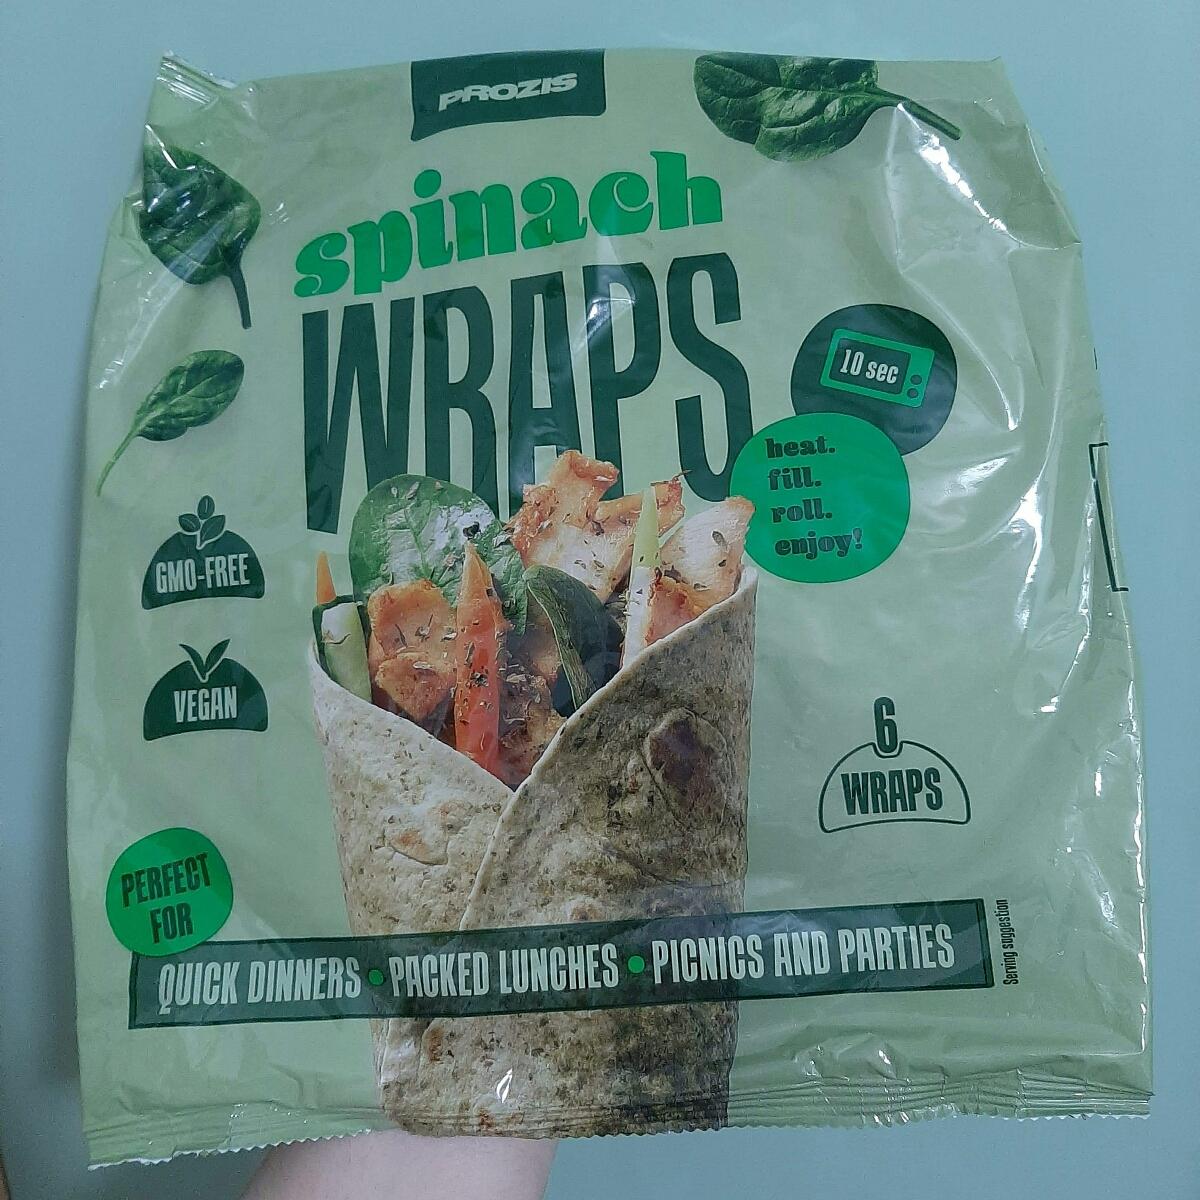 PROZIS
spinach
WRAPS
10 sec
heat.
fill.
roll.
enjoy!
GMO-FREE
VEGAN
6
WRAPS
PERFECT
FOR
QUICK DINNERS • PACKED LUNCHES • PICNICS AND PARTIES
Serving suggestion